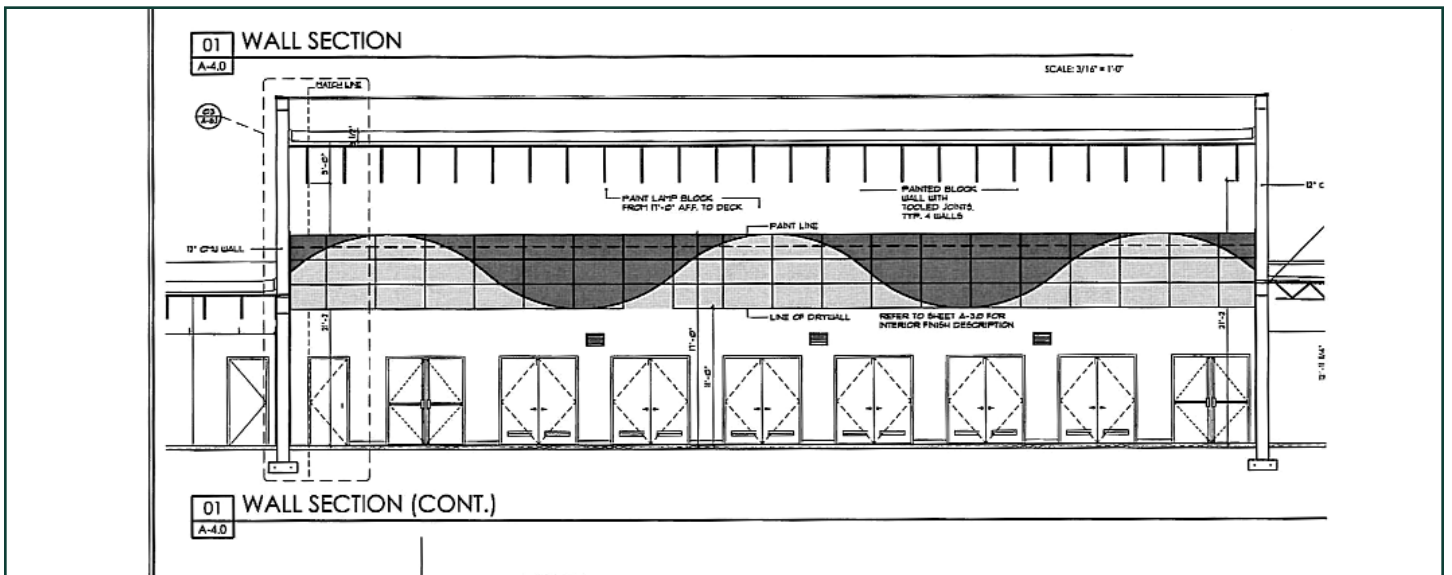 01 WALL SECTION
A-4.0
SCALE: 3/16" = 1'-0"
MATCH LINE
PAINT LAMP BLOCK
FROM 17'-0" AFF. TO DECK
PAINTED BLOCK
WALL WITH
TOOLED JOINTS,
TYP. 4 WALLS
PAINT LINE
12" CMU WALL
LINE OF DRYWALL
REFER TO SHEET A-3.0 FOR
INTERIOR FINISH DESCRIPTION
17'-0"
11'-0"
01 WALL SECTION (CONT.)
A-4.0